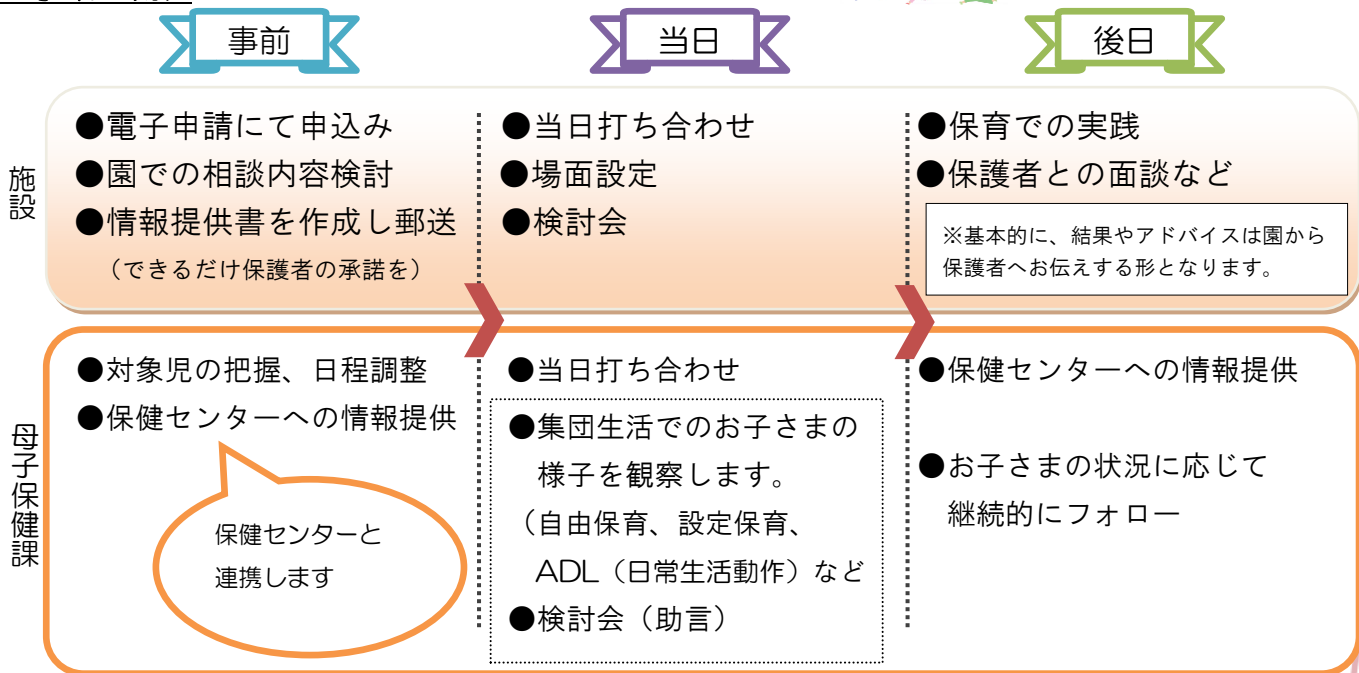 事前
当日
後日
施設
●電子申請にて申込み
●園での相談内容検討
●情報提供書を作成し郵送
（できるだけ保護者の承諾を）
●当日打ち合わせ
●場面設定
●検討会
●保育での実践
●保護者との面談など
※基本的に、結果やアドバイスは園から
保護者へお伝えする形となります。
母子保健課
●対象児の把握、日程調整
●保健センターへの情報提供
保健センターと
連携します
●当日打ち合わせ
●集団生活でのお子さまの
様子を観察します。
（自由保育、設定保育、
ADL（日常生活動作）など
●検討会（助言）
●保健センターへの情報提供
●お子さまの状況に応じて
継続的にフォロー